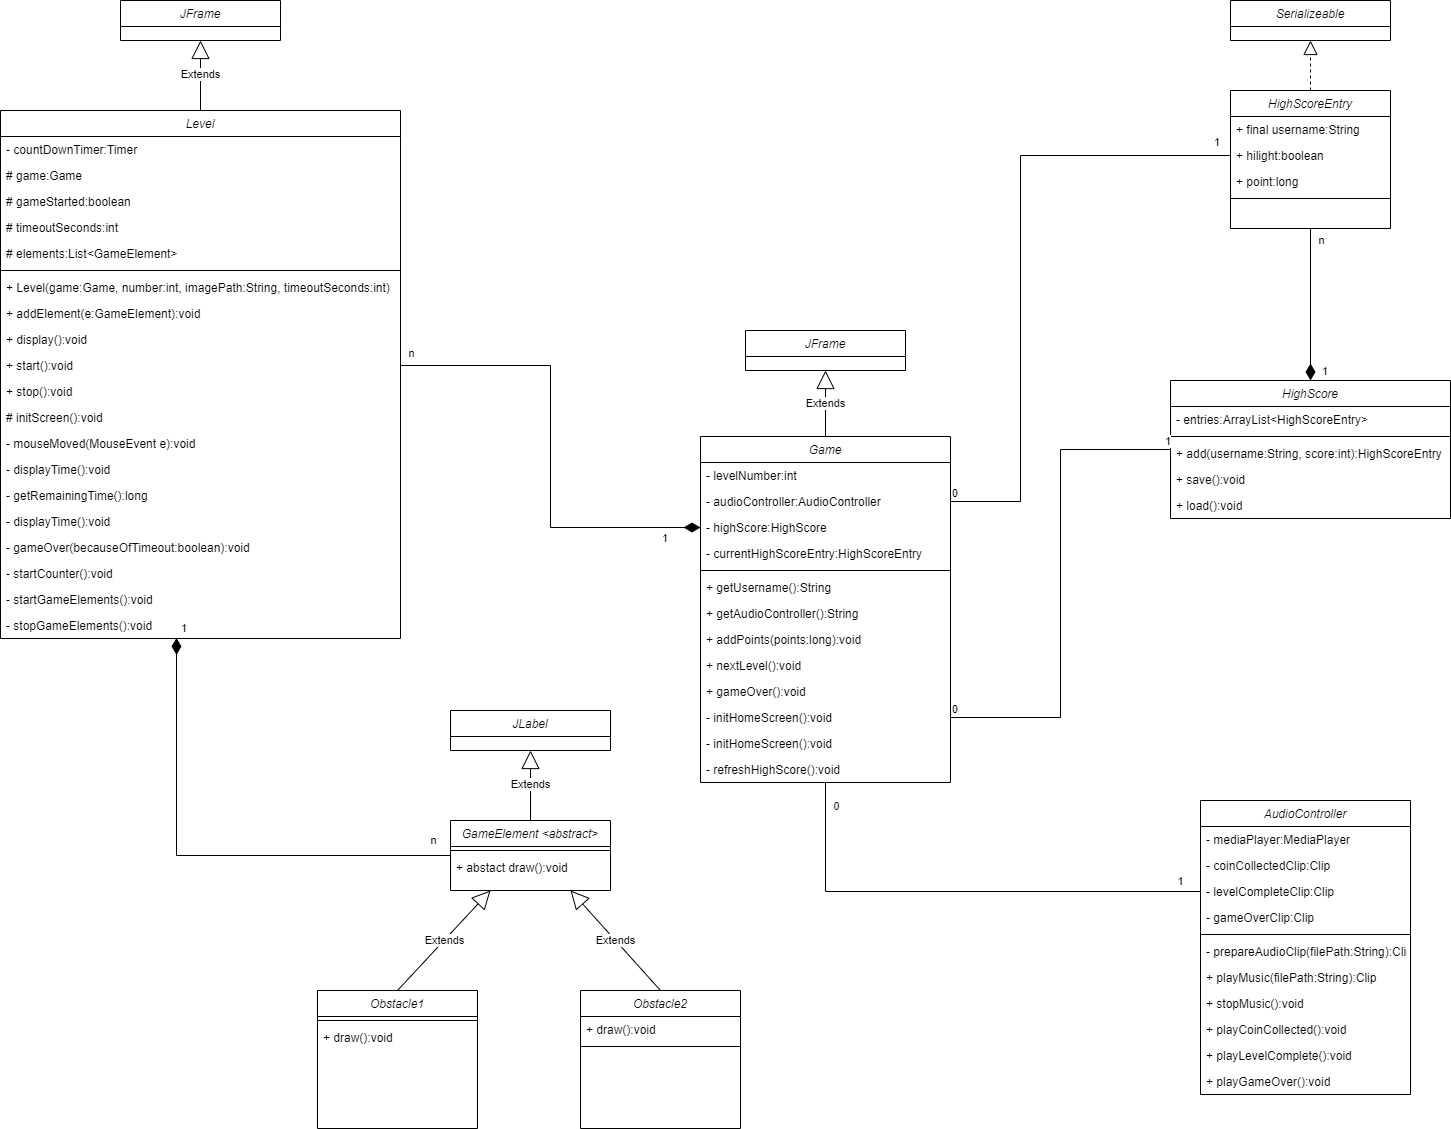 JFrame
Extends
Level
- countDownTimer:Timer
# game:Game
# gameStarted:boolean
# timeoutSeconds:int
# elements:List<GameElement>
+ Level(game:Game, number:int, imagePath:String, timeoutSeconds:int)
+ addElement(e:GameElement):void
+ display():void
+ start():void
+ stop():void
# initScreen():void
- mouseMoved(MouseEvent e):void
- displayTime():void
- getRemainingTime():long
- displayTime():void
- gameOver(becauseOfTimeout:boolean):void
- startCounter():void
- startGameElements():void
- stopGameElements():void
1
n
n
1
JLabel
Extends
GameElement <abstract>
+ abstact draw():void
Extends
Extends
Obstacle1
+ draw():void
Obstacle2
+ draw():void
JFrame
Extends
Game
- levelNumber:int
- audioController:AudioController
- highScore:HighScore
- currentHighScoreEntry:HighScoreEntry
+ getUsername():String
+ getAudioController():String
+ addPoints(points:long):void
+ nextLevel():void
+ gameOver():void
- initHomeScreen():void
- initHomeScreen():void
- refreshHighScore():void
0
0
0
1
1
1
Serializeable
HighScoreEntry
+ final username:String
+ hilight:boolean
+ point:long
n
1
HighScore
- entries:ArrayList<HighScoreEntry>
+ add(username:String, score:int):HighScoreEntry
+ save():void
+ load():void
AudioController
- mediaPlayer:MediaPlayer
- coinCollectedClip:Clip
- levelCompleteClip:Clip
- gameOverClip:Clip
- prepareAudioClip(filePath:String):Cli
+ playMusic(filePath:String):Clip
+ stopMusic():void
+ playCoinCollected():void
+ playLevelComplete():void
+ playGameOver():void